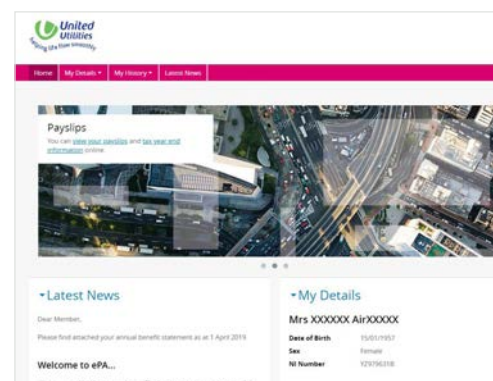 United
Utilities
helping life flow smoothly
Home My Details My History Latest News
Payslips
You can view your payslips and tax year end
information online.
Latest News
Dear Member,
Please find attached your annual benefit statement as at 1 April 2019
Welcome to ePA...
My Details
Mrs XXXXXX AirXXXXX
Date of Birth 15/01/1957
Sex Female
NI Number YZ919631B